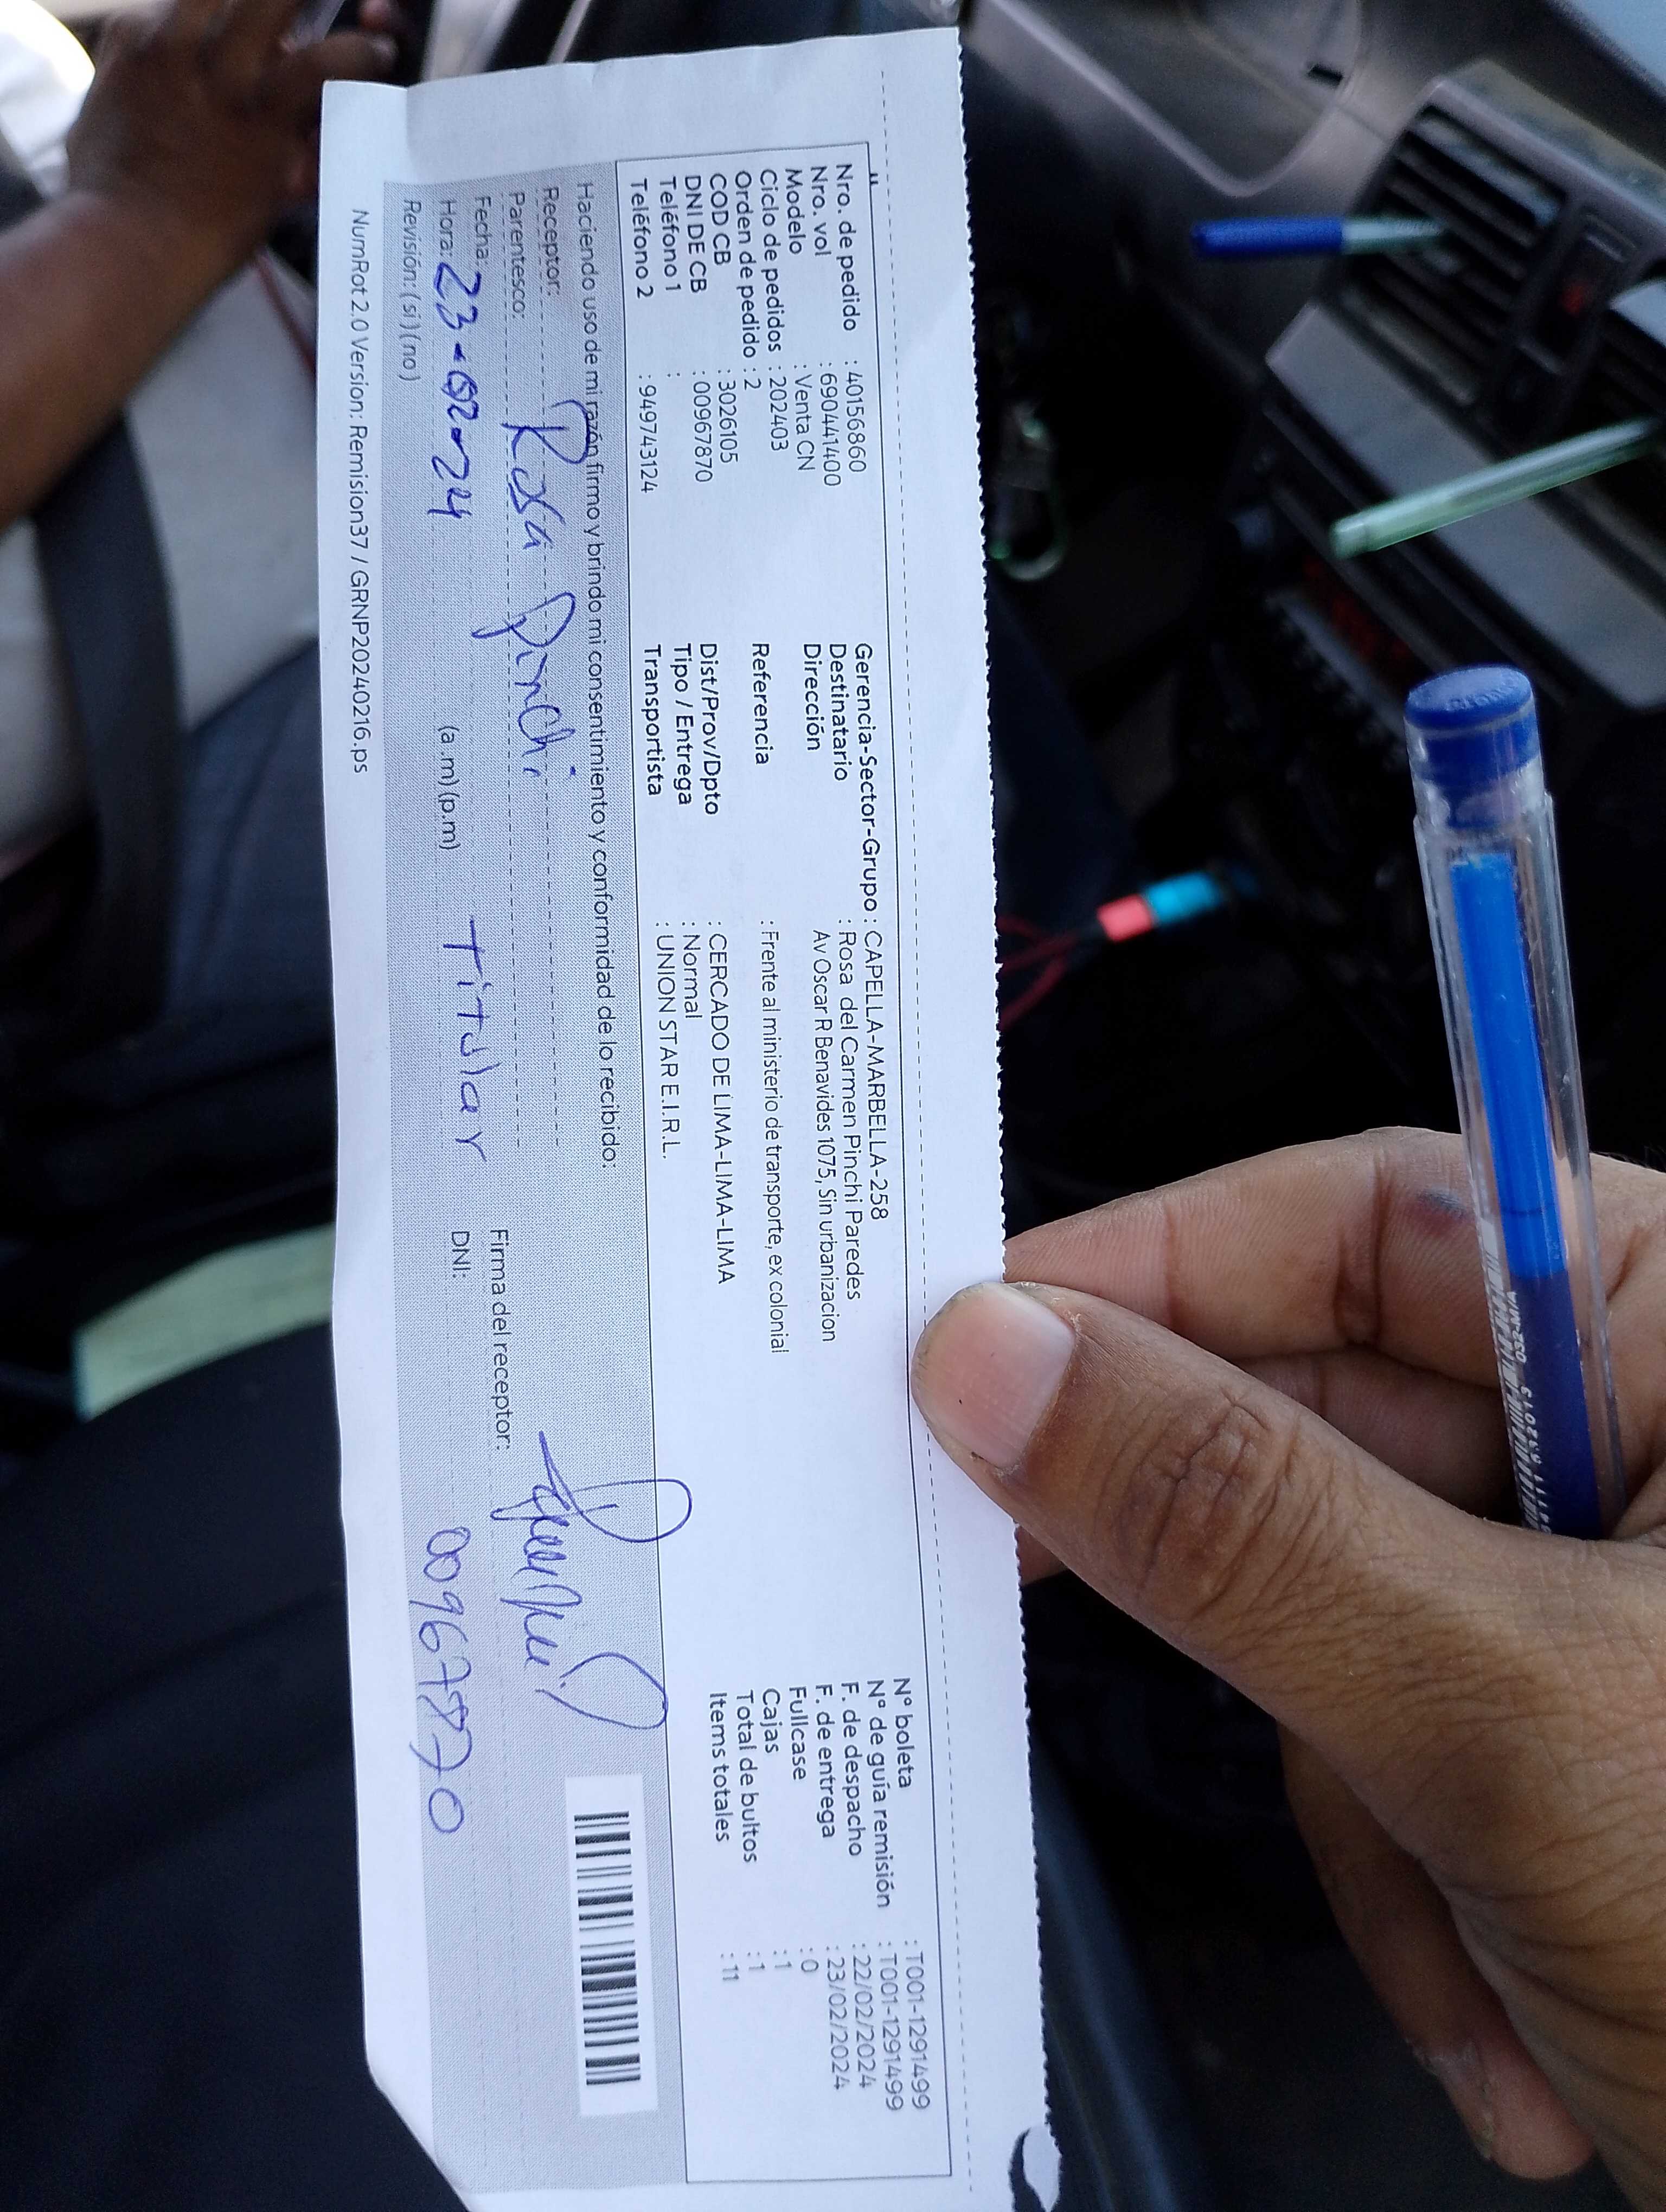 Nro. de pedido : 40156860
Nro. vol : 690441400
Modelo : Venta CN
Ciclo de pedidos : 202403
Orden de pedido : 2
COD CB : 3026105
DNI DE CB : 00967870
Teléfono 1 :
Teléfono 2 : 949743124
Gerencia-Sector-Grupo : CAPELLA-MARBELLA-258
Destinatario : Rosa del Carmen Pinchi Paredes
Dirección Av Oscar R Benavides 1075, Sin urbanizacion
Referencia : Frente al ministerio de transporte, ex colonial
Dist/Prov/Dpto : CERCADO DE LIMA-LIMA-LIMA
Tipo / Entrega : Normal
Transportista : UNION STAR E.I.R.L.
N° boleta : T001-1291499
N° de guía remisión : T001-1291499
F. de despacho : 22/02/2024
F. de entrega : 23/02/2024
Fullcase : 0
Cajas : 1
Total de bultos : 1
Items totales : 11
Haciendo uso de mi razón firmo y brindo mi consentimiento y conformidad de lo recibido:
Receptor: Rosa Pinchi
Parentesco: Titular
Fecha: 23-02-24
Hora: (a.m) (p.m)
Revisión: (si) (no)
Firma del receptor:
DNI: 00967870
NumRot 2.0 Version: Remision37 / GRNP20240216.ps